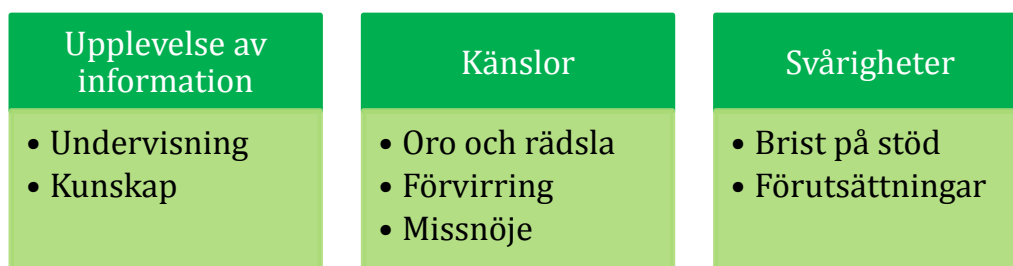 Upplevelse av
information
• Undervisning
• Kunskap
Känslor
• Oro och rädsla
• Förvirring
• Missnöje
Svårigheter
• Brist på stöd
• Förutsättningar